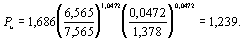 P_u = 1,686(6,565/7,565)^1,0472 (0,0472/1,378)^0,0472 = 1,239.